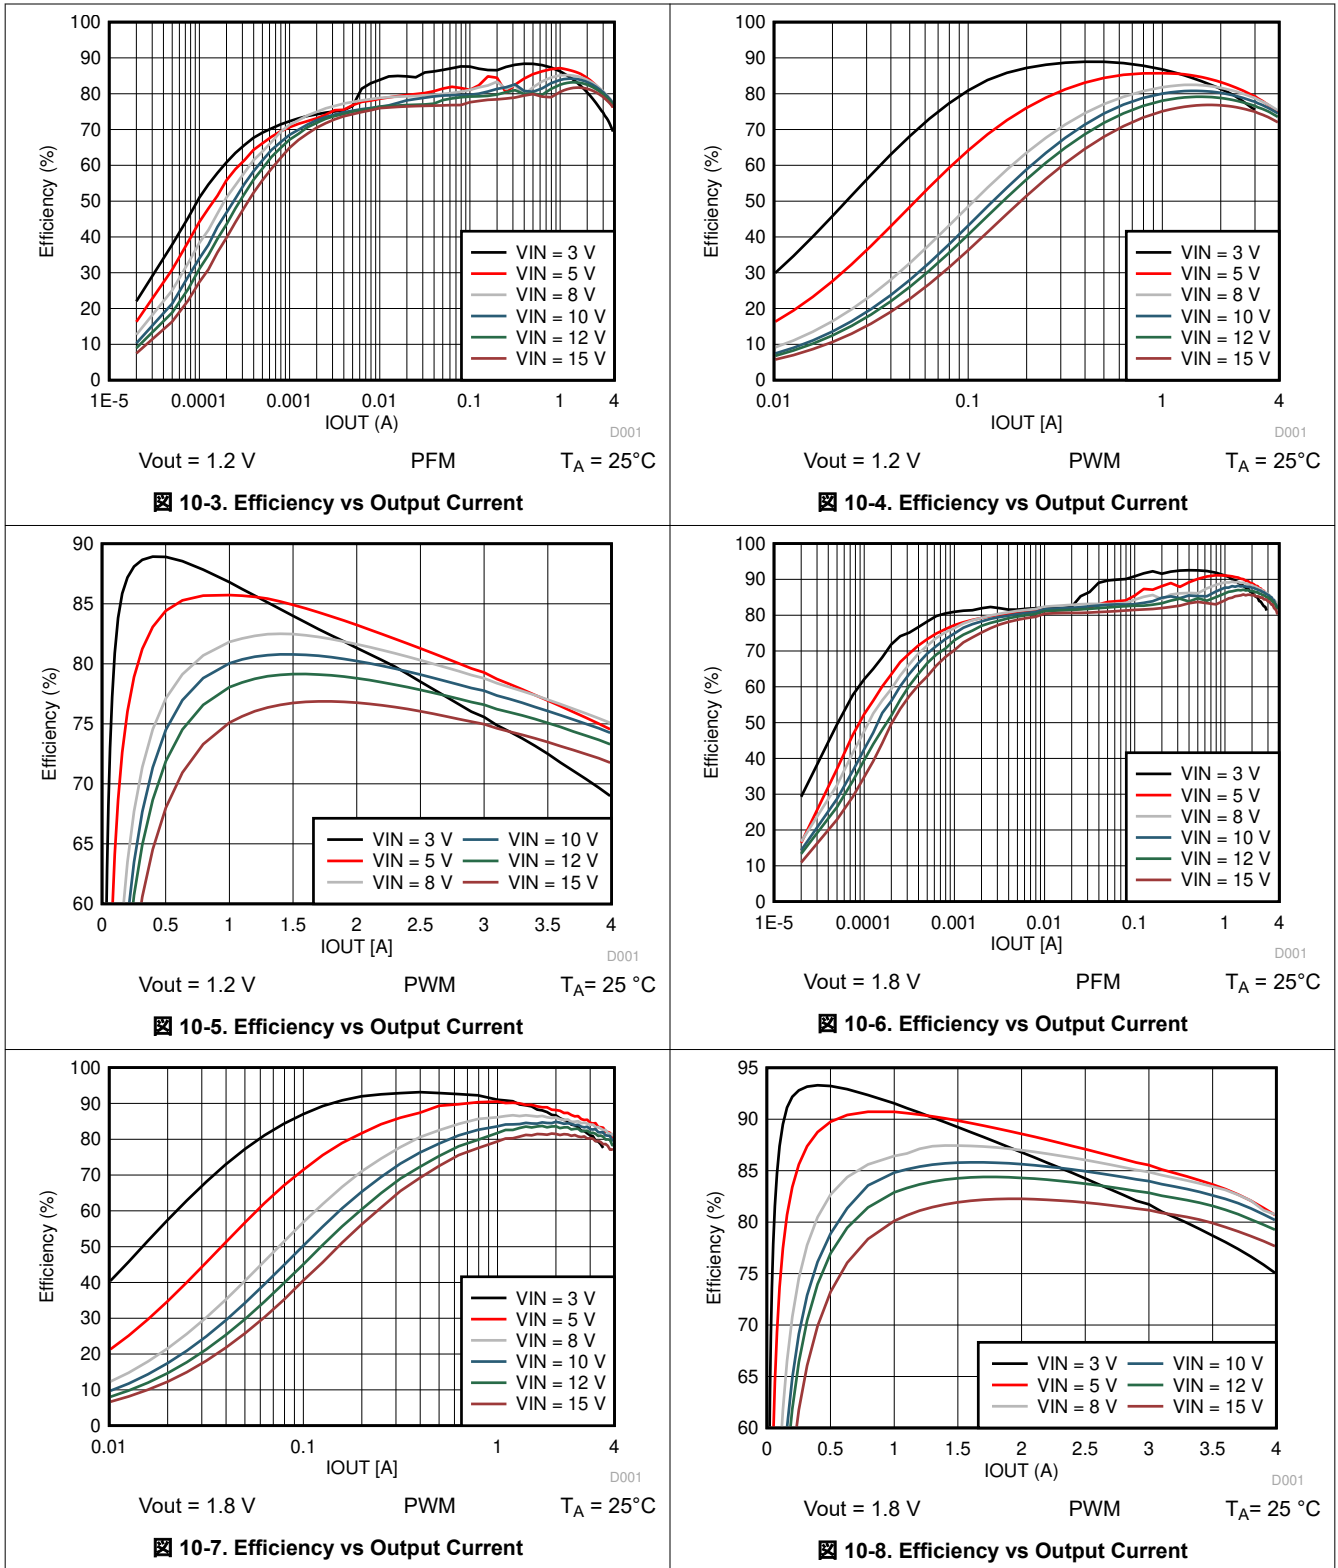 100
90
80
70
60
50
40
30
20
10
0
Efficiency (%)
VIN = 3 V
VIN = 5 V
VIN = 8 V
VIN = 10 V
VIN = 12 V
VIN = 15 V
1E-5 0.0001 0.001 0.01 0.1 1 4
IOUT (A)
D001
Vout = 1.2 V PFM TA = 25°C
図 10-3. Efficiency vs Output Current
100
90
80
70
60
50
40
30
20
10
0
Efficiency (%)
VIN = 3 V
VIN = 5 V
VIN = 8 V
VIN = 10 V
VIN = 12 V
VIN = 15 V
0.01 0.1 1 4
IOUT [A]
D001
Vout = 1.2 V PWM TA = 25°C
図 10-4. Efficiency vs Output Current
90
85
80
75
70
65
60
Efficiency (%)
VIN = 3 V VIN = 10 V
VIN = 5 V VIN = 12 V
VIN = 8 V VIN = 15 V
0 0.5 1 1.5 2 2.5 3 3.5 4
IOUT [A]
D001
Vout = 1.2 V PWM TA= 25 °C
図 10-5. Efficiency vs Output Current
100
90
80
70
60
50
40
30
20
10
0
Efficiency (%)
VIN = 3 V
VIN = 5 V
VIN = 8 V
VIN = 10 V
VIN = 12 V
VIN = 15 V
1E-5 0.0001 0.001 0.01 0.1 1 4
IOUT [A]
D001
Vout = 1.8 V PFM TA = 25°C
図 10-6. Efficiency vs Output Current
100
90
80
70
60
50
40
30
20
10
0
Efficiency (%)
VIN = 3 V
VIN = 5 V
VIN = 8 V
VIN = 10 V
VIN = 12 V
VIN = 15 V
0.01 0.1 1 4
IOUT [A]
D001
Vout = 1.8 V PWM TA = 25°C
図 10-7. Efficiency vs Output Current
95
90
85
80
75
70
65
60
Efficiency (%)
VIN = 3 V VIN = 10 V
VIN = 5 V VIN = 12 V
VIN = 8 V VIN = 15 V
0 0.5 1 1.5 2 2.5 3 3.5 4
IOUT (A)
D001
Vout = 1.8 V PWM TA= 25 °C
図 10-8. Efficiency vs Output Current